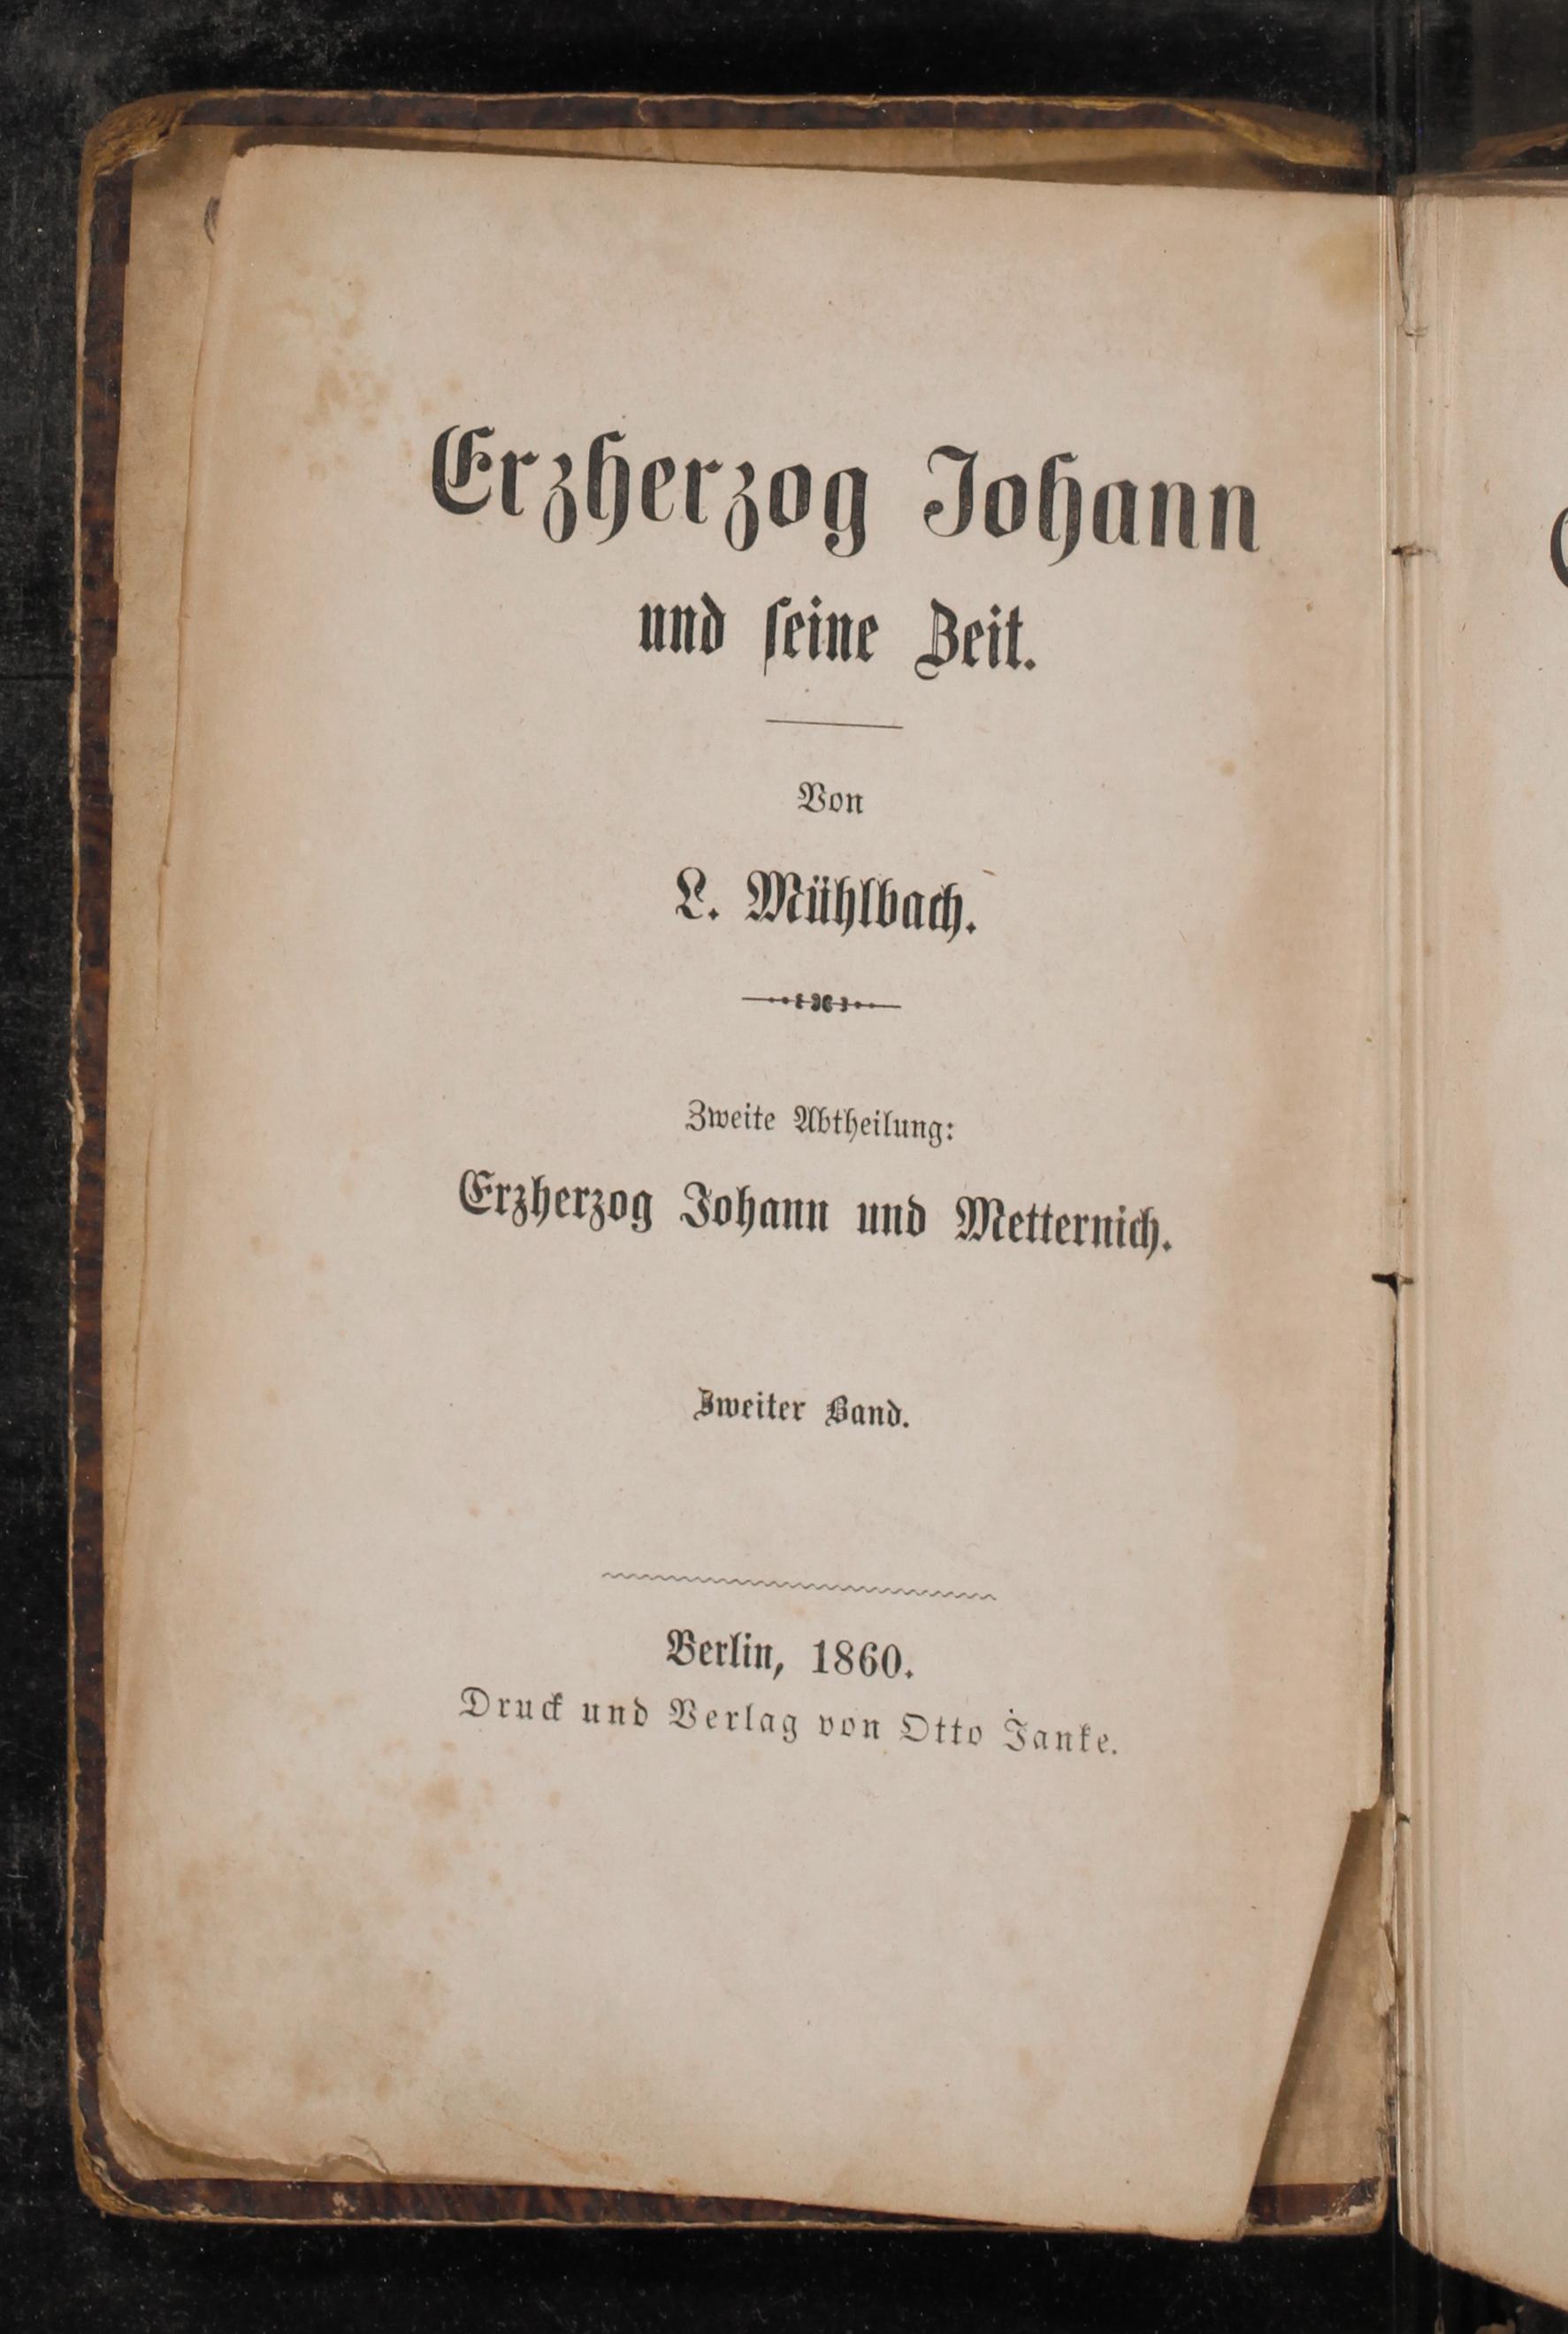 Erzherzog Johann
und seine Zeit.
Von
L. Mühlbach.
Zweite Abtheilung:
Erzherzog Johann und Metternich.
Zweiter Band.
Berlin, 1860.
Druck und Verlag von Otto Janke.